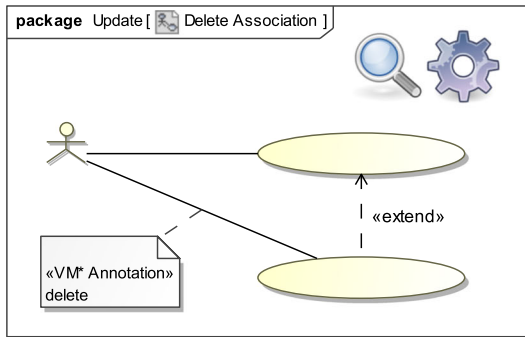 package Update [ Delete Association ]
«extend»
«VM* Annotation»
delete